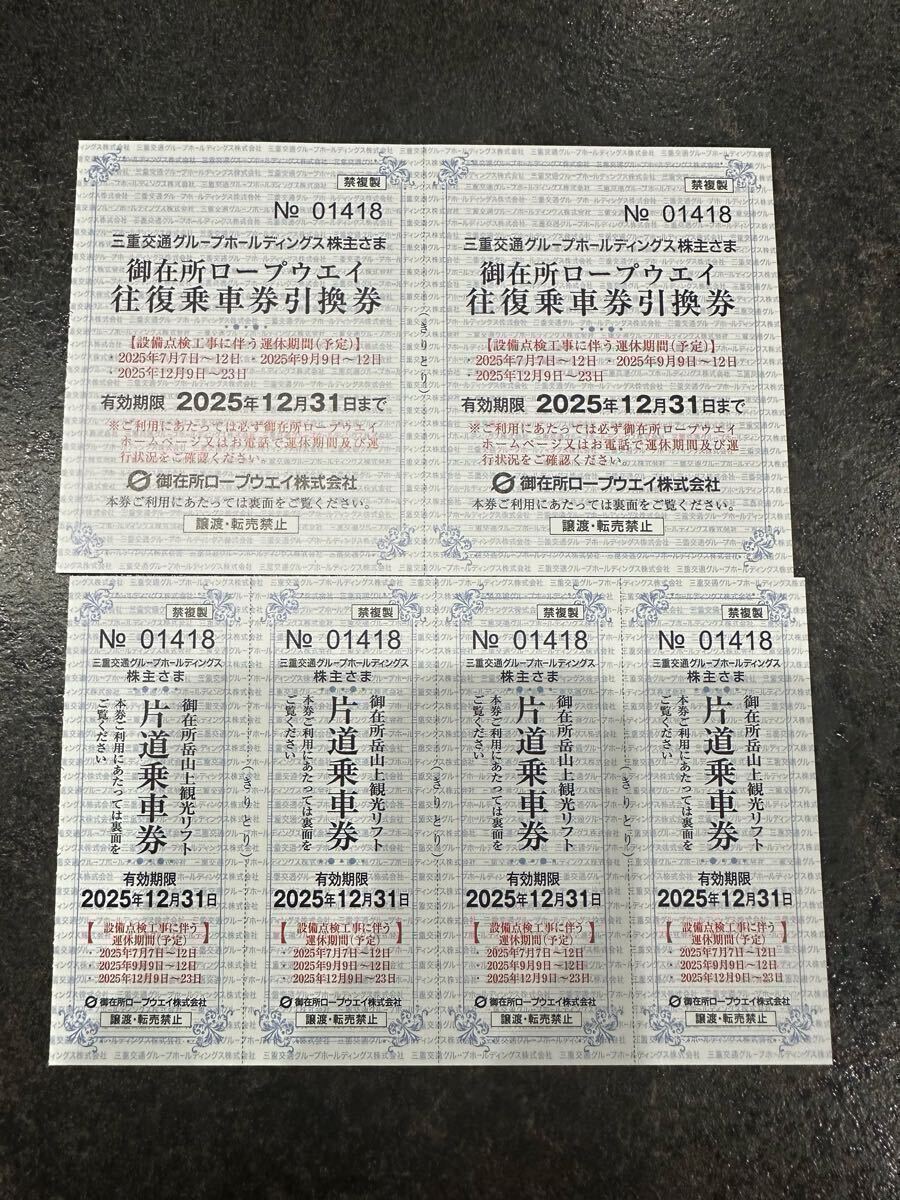 禁複製
№ 01418
三重交通グループホールディングス株主さま
御在所ロープウエイ
往復乗車券引換券
【設備点検工事に伴う運休期間(予定)】
・2025年7月7日〜12日 ・2025年9月9日〜12日
・2025年12月9日〜23日
有効期限 2025年12月31日まで
※ご利用にあたっては必ず御在所ロープウエイ
ホームページ又はお電話で運休期間及び運
行状況をご確認ください。
御在所ロープウエイ株式会社
本券ご利用にあたっては裏面をご覧ください。
譲渡・転売禁止
(きりとり)
禁複製
№ 01418
三重交通グループホールディングス株主さま
御在所ロープウエイ
往復乗車券引換券
【設備点検工事に伴う運休期間(予定)】
・2025年7月7日〜12日 ・2025年9月9日〜12日
・2025年12月9日〜23日
有効期限 2025年12月31日まで
※ご利用にあたっては必ず御在所ロープウエイ
ホームページ又はお電話で運休期間及び運
行状況をご確認ください。
御在所ロープウエイ株式会社
本券ご利用にあたっては裏面をご覧ください。
譲渡・転売禁止
禁複製
№ 01418
三重交通グループホールディングス
株主さま
御在所岳山上観光リフト
片道乗車券
本券ご利用にあたっては裏面を
ご覧ください
有効期限
2025年12月31日
【設備点検工事に伴う
運休期間(予定)】
・2025年7月7日〜12日
・2025年9月9日〜12日
・2025年12月9日〜23日
御在所ロープウエイ株式会社
譲渡・転売禁止
(きりとり)
禁複製
№ 01418
三重交通グループホールディングス
株主さま
御在所岳山上観光リフト
片道乗車券
本券ご利用にあたっては裏面を
ご覧ください
有効期限
2025年12月31日
【設備点検工事に伴う
運休期間(予定)】
・2025年7月7日〜12日
・2025年9月9日〜12日
・2025年12月9日〜23日
御在所ロープウエイ株式会社
譲渡・転売禁止
(きりとり)
禁複製
№ 01418
三重交通グループホールディングス
株主さま
御在所岳山上観光リフト
片道乗車券
本券ご利用にあたっては裏面を
ご覧ください
有効期限
2025年12月31日
【設備点検工事に伴う
運休期間(予定)】
・2025年7月7日〜12日
・2025年9月9日〜12日
・2025年12月9日〜23日
御在所ロープウエイ株式会社
譲渡・転売禁止
(きりとり)
禁複製
№ 01418
三重交通グループホールディングス
株主さま
御在所岳山上観光リフト
片道乗車券
本券ご利用にあたっては裏面を
ご覧ください
有効期限
2025年12月31日
【設備点検工事に伴う
運休期間(予定)】
・2025年7月7日〜12日
・2025年9月9日〜12日
・2025年12月9日〜23日
御在所ロープウエイ株式会社
譲渡・転売禁止